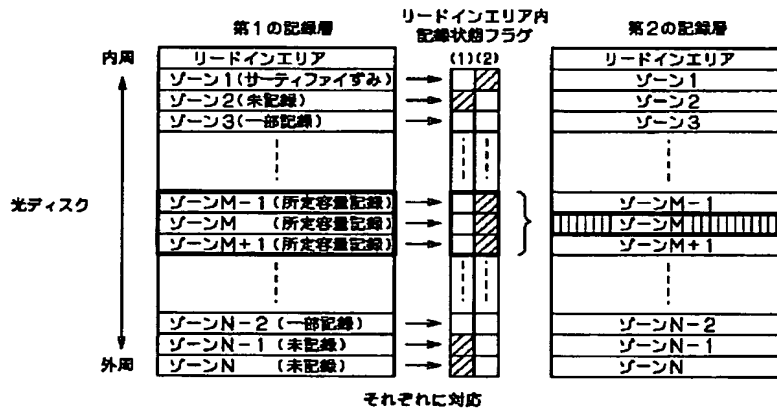 第1の記録層
リードインエリア内
記録状態フラグ
(1)(2)
第2の記録層
内周
光ディスク
外周
リードインエリア
ゾーン1(サーティファイずみ)
ゾーン2(未記録)
ゾーン3(一部記録)
ゾーンM-1(所定容量記録)
ゾーンM (所定容量記録)
ゾーンM+1(所定容量記録)
ゾーンN-2(一部記録)
ゾーンN-1(未記録)
ゾーンN (未記録)
リードインエリア
ゾーン1
ゾーン2
ゾーン3
ゾーンM-1
ゾーンM
ゾーンM+1
ゾーンN-2
ゾーンN-1
ゾーンN
それぞれに対応